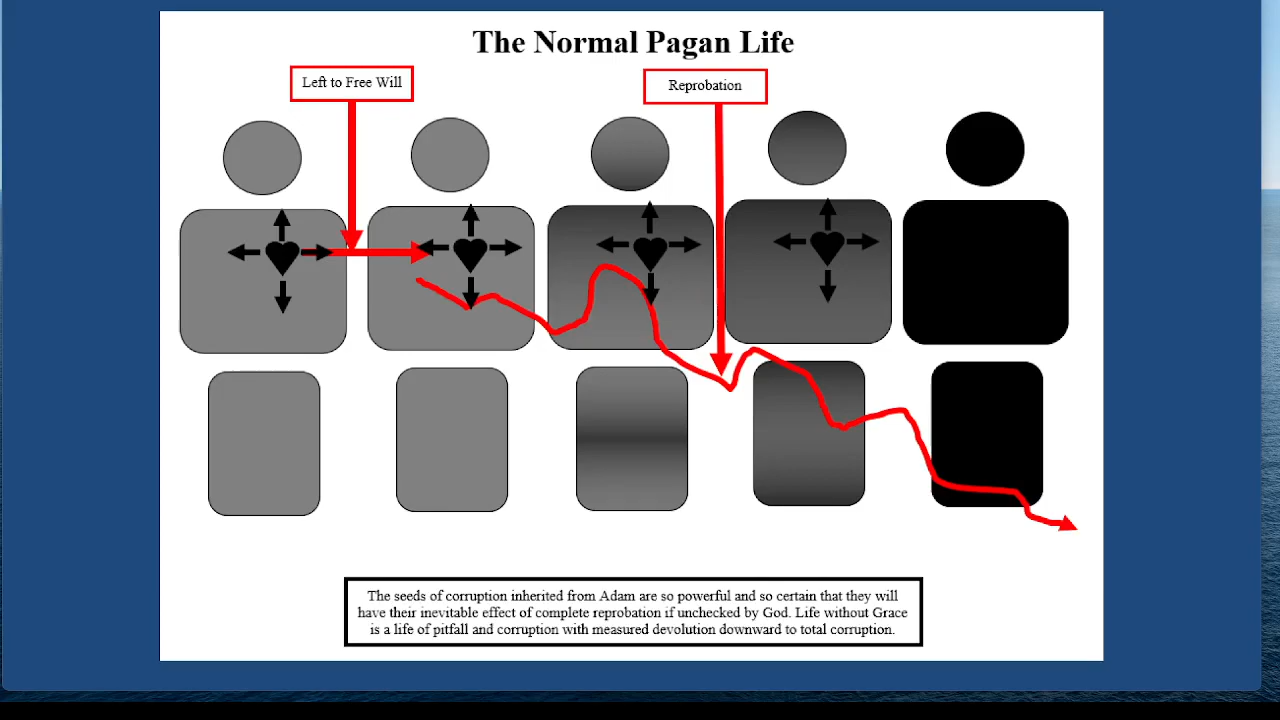 The Normal Pagan Life
Left to Free Will
Reprobation
The seeds of corruption inherited from Adam are so powerful and so certain that they will
have their inevitable effect of complete reprobation if unchecked by God. Life without Grace
is a life of pitfall and corruption with measured devolution downward to total corruption.